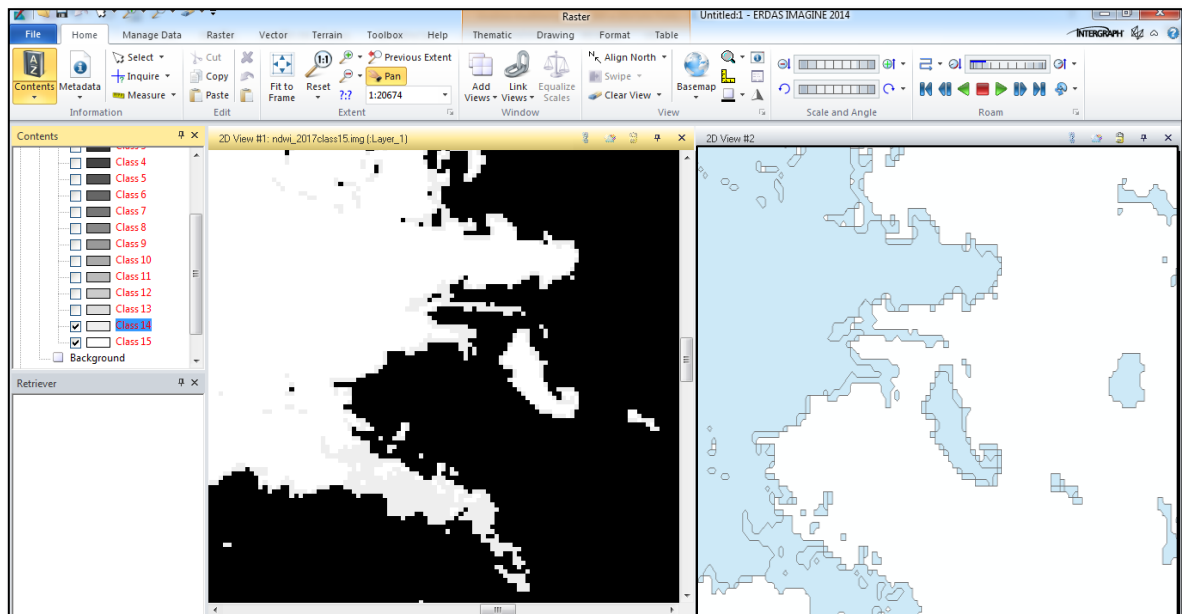 Raster
Untitled:1 - ERDAS IMAGINE 2014
File Home Manage Data Raster Vector Terrain Toolbox Help Thematic Drawing Format Table
INTERGRAPH
Contents Metadata
Select
Inquire
Measure
Information
Cut
Copy
Paste
Edit
Fit to Frame
Reset
Previous Extent
Pan
?:?
1:20674
Extent
Add Views
Link Views
Equalize Scales
Window
Align North
Swipe
Clear View
Basemap
View
Scale and Angle
Roam
Contents
Class 4
Class 5
Class 6
Class 7
Class 8
Class 9
Class 10
Class 11
Class 12
Class 13
Class 14
Class 15
Background
Retriever
2D View #1: ndwi_2017class15.img (:Layer_1)
2D View #2